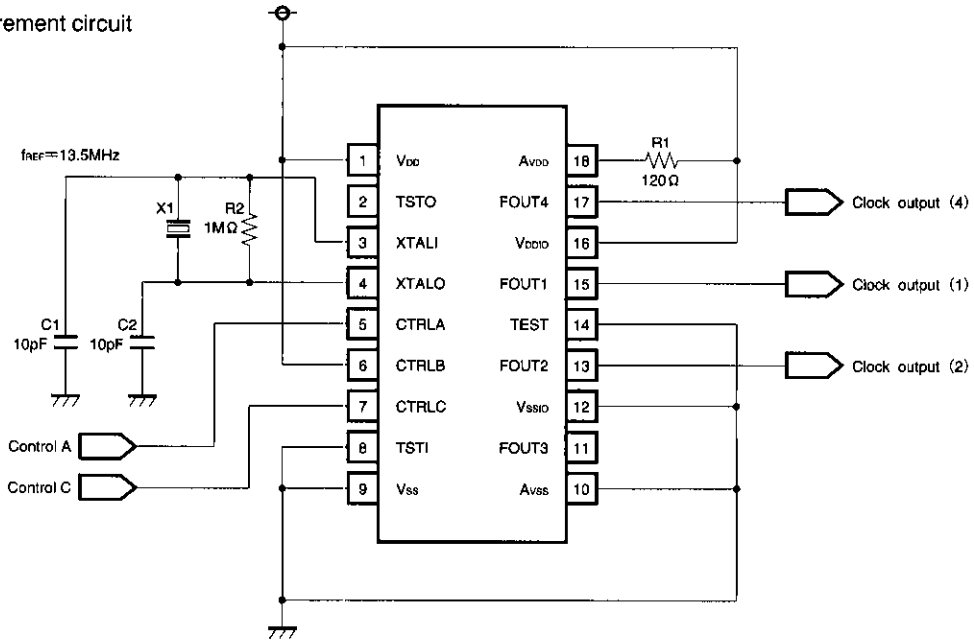 rement circuit
fREF=13.5MHz
X1
R2
1MΩ
C1
10pF
C2
10pF
Control A
Control C
1 VDD
2 TSTO
3 XTALI
4 XTALO
5 CTRLA
6 CTRLB
7 CTRLC
8 TSTI
9 VSS
AVDD 18
FOUT4 17
VDDIO 16
FOUT1 15
TEST 14
FOUT2 13
VSSIO 12
FOUT3 11
AVSS 10
R1
120Ω
Clock output (4)
Clock output (1)
Clock output (2)